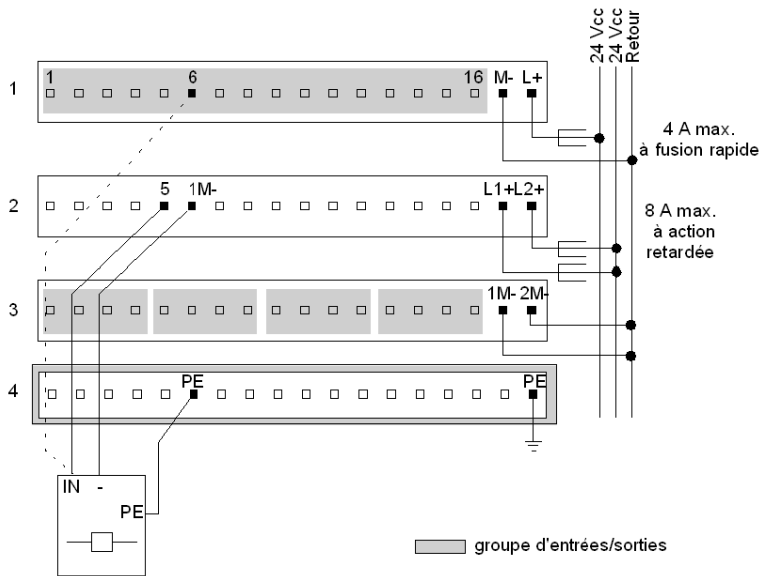 24 Vcc
24 Vcc
Retour
1
1 6 16 M- L+
4 A max.
à fusion rapide
2
5 1M- L1+ L2+
8 A max.
à action
retardée
3
1M- 2M-
4
PE PE
IN -
PE
groupe d'entrées/sorties